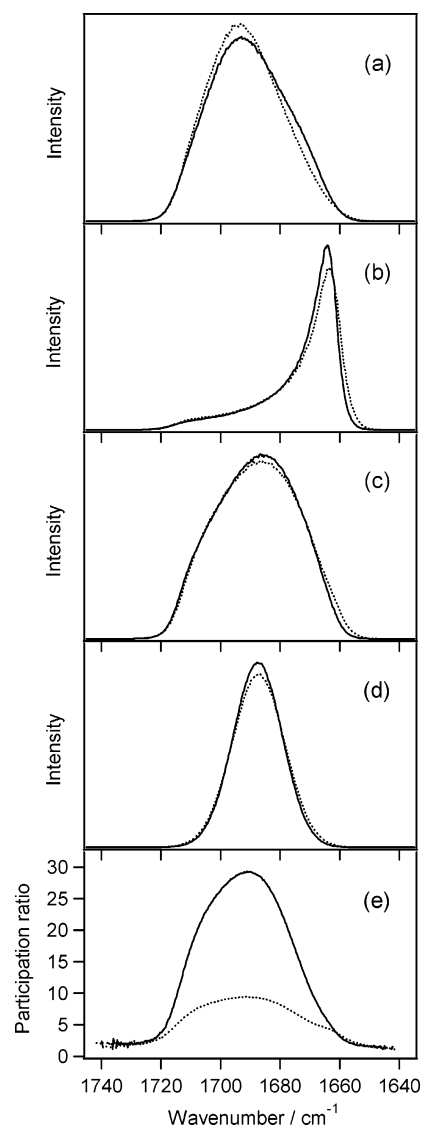 (a)
Intensity
(b)
Intensity
(c)
Intensity
(d)
Intensity
(e)
Participation ratio
30
25
20
15
10
5
0
1740 1720 1700 1680 1660 1640
Wavenumber / cm⁻¹